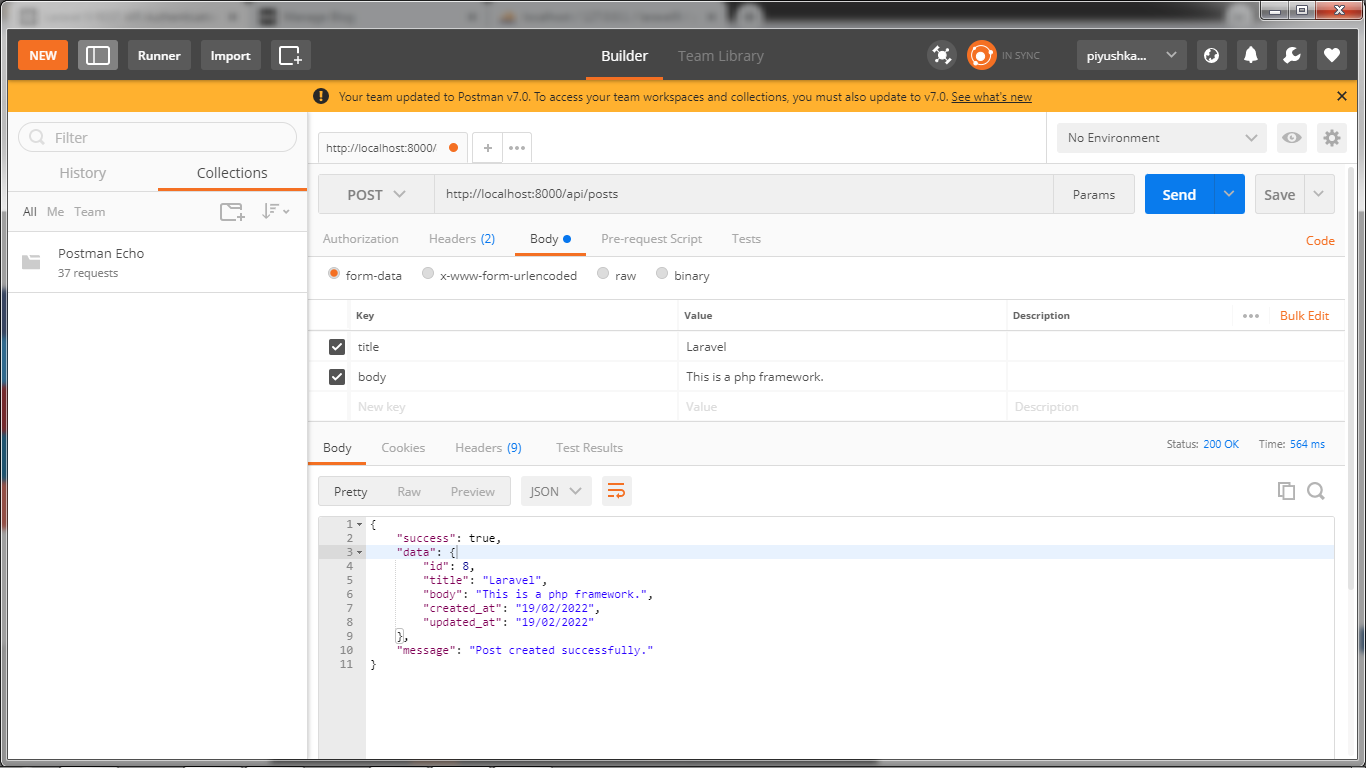 NEW Runner Import Builder Team Library IN SYNC piyushka...
Your team updated to Postman v7.0. To access your team workspaces and collections, you must also update to v7.0. See what's new
Filter
History Collections
All Me Team
Postman Echo
37 requests
http://localhost:8000/ No Environment
POST http://localhost:8000/api/posts Params Send Save
Authorization Headers (2) Body Pre-request Script Tests Code
form-data x-www-form-urlencoded raw binary
Key Value Description Bulk Edit
title Laravel
body This is a php framework.
New key Value Description
Body Cookies Headers (9) Test Results Status: 200 OK Time: 564 ms
Pretty Raw Preview JSON
1 {
2 "success": true,
3 "data": {
4 "id": 8,
5 "title": "Laravel",
6 "body": "This is a php framework.",
7 "created_at": "19/02/2022",
8 "updated_at": "19/02/2022"
9 },
10 "message": "Post created successfully."
11 }